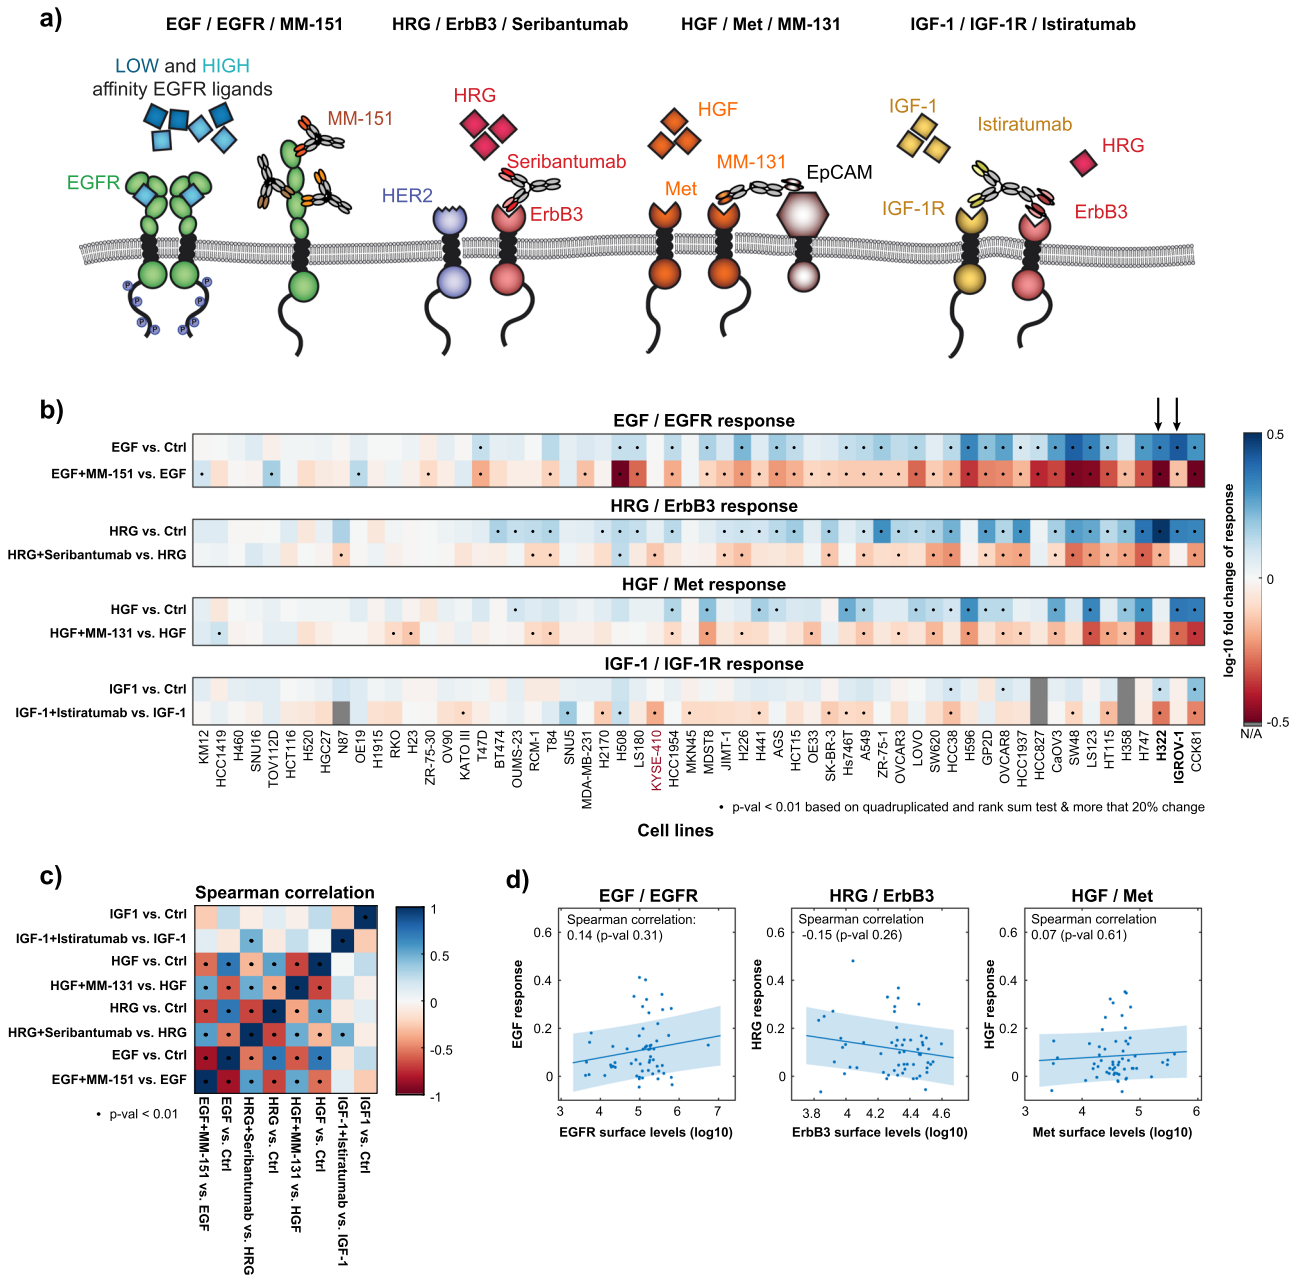 a)
EGF / EGFR / MM-151
HRG / ErbB3 / Seribantumab
HGF / Met / MM-131
IGF-1 / IGF-1R / Istiratumab
LOW and HIGH
affinity EGFR ligands
MM-151
EGFR
HRG
Seribantumab
HER2
ErbB3
HGF
MM-131
Met
EpCAM
IGF-1
Istiratumab
HRG
IGF-1R
ErbB3
P
P
P
P
P
P
P
P
b)
EGF / EGFR response
EGF vs. Ctrl
EGF+MM-151 vs. EGF
HRG / ErbB3 response
HRG vs. Ctrl
HRG+Seribantumab vs. HRG
HGF / Met response
HGF vs. Ctrl
HGF+MM-131 vs. HGF
IGF-1 / IGF-1R response
IGF1 vs. Ctrl
IGF-1+Istiratumab vs. IGF-1
0.5
0
-0.5
N/A
log-10 fold change of response
KM12
HCC1419
H460
SNU16
TOV112D
HCT116
H520
HGC27
N87
OE19
H1915
RKO
H23
ZR-75-30
OV90
KATO III
T47D
BT474
OUMS-23
RCM-1
T84
SNU5
MDA-MB-231
H2170
H508
LS180
KYSE-410
HCC1954
MKN45
MDST8
JIMT-1
H226
H441
AGS
HCT15
OE33
SK-BR-3
Hs746T
A549
ZR-75-1
OVCAR3
LOVO
SW620
HCC38
H596
GP2D
OVCAR8
HCC1937
HCC827
CaOV3
SW48
LS123
HT115
H358
H747
H322
IGROV-1
CCK81
• p-val < 0.01 based on quadruplicated and rank sum test & more that 20% change
Cell lines
c)
Spearman correlation
IGF1 vs. Ctrl
IGF-1+Istiratumab vs. IGF-1
HGF vs. Ctrl
HGF+MM-131 vs. HGF
HRG vs. Ctrl
HRG+Seribantumab vs. HRG
EGF vs. Ctrl
EGF+MM-151 vs. EGF
• p-val < 0.01
1
0.5
0
-0.5
-1
EGF+MM-151 vs. EGF
EGF vs. Ctrl
HRG+Seribantumab vs. HRG
HRG vs. Ctrl
HGF+MM-131 vs. HGF
HGF vs. Ctrl
IGF-1+Istiratumab vs. IGF-1
IGF1 vs. Ctrl
d)
EGF / EGFR
Spearman correlation:
0.14 (p-val 0.31)
EGF response
0.6
0.4
0.2
0
3 4 5 6 7
EGFR surface levels (log10)
HRG / ErbB3
Spearman correlation
-0.15 (p-val 0.26)
HRG response
0.6
0.4
0.2
0
3.8 4 4.2 4.4 4.6
ErbB3 surface levels (log10)
HGF / Met
Spearman correlation
0.07 (p-val 0.61)
HGF response
0.6
0.4
0.2
0
3 4 5 6
Met surface levels (log10)